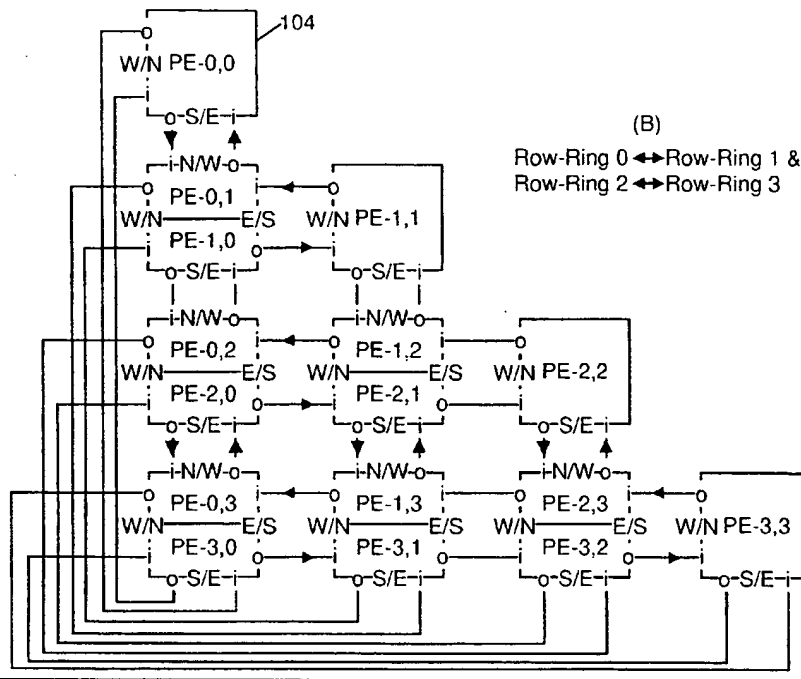 104
o
W/N PE-0,0
i
o-S/E-i
(B)
Row-Ring 0 ◄►Row-Ring 1 &
Row-Ring 2 ◄►Row-Ring 3
i-N/W-o
o PE-0,1 i o
W/N E/S W/N PE-1,1
i PE-1,0 o i
o-S/E-i o-S/E-i
i-N/W-o i-N/W-o
o PE-0,2 i o PE-1,2 i o
W/N E/S W/N E/S W/N PE-2,2
i PE-2,0 o i PE-2,1 o i
o-S/E-i o-S/E-i o-S/E-i
i-N/W-o i-N/W-o i-N/W-o
o PE-0,3 i o PE-1,3 i o PE-2,3 i o
W/N E/S W/N E/S W/N E/S W/N PE-3,3
i PE-3,0 o i PE-3,1 o i PE-3,2 o i
o-S/E-i o-S/E-i o-S/E-i o-S/E-i